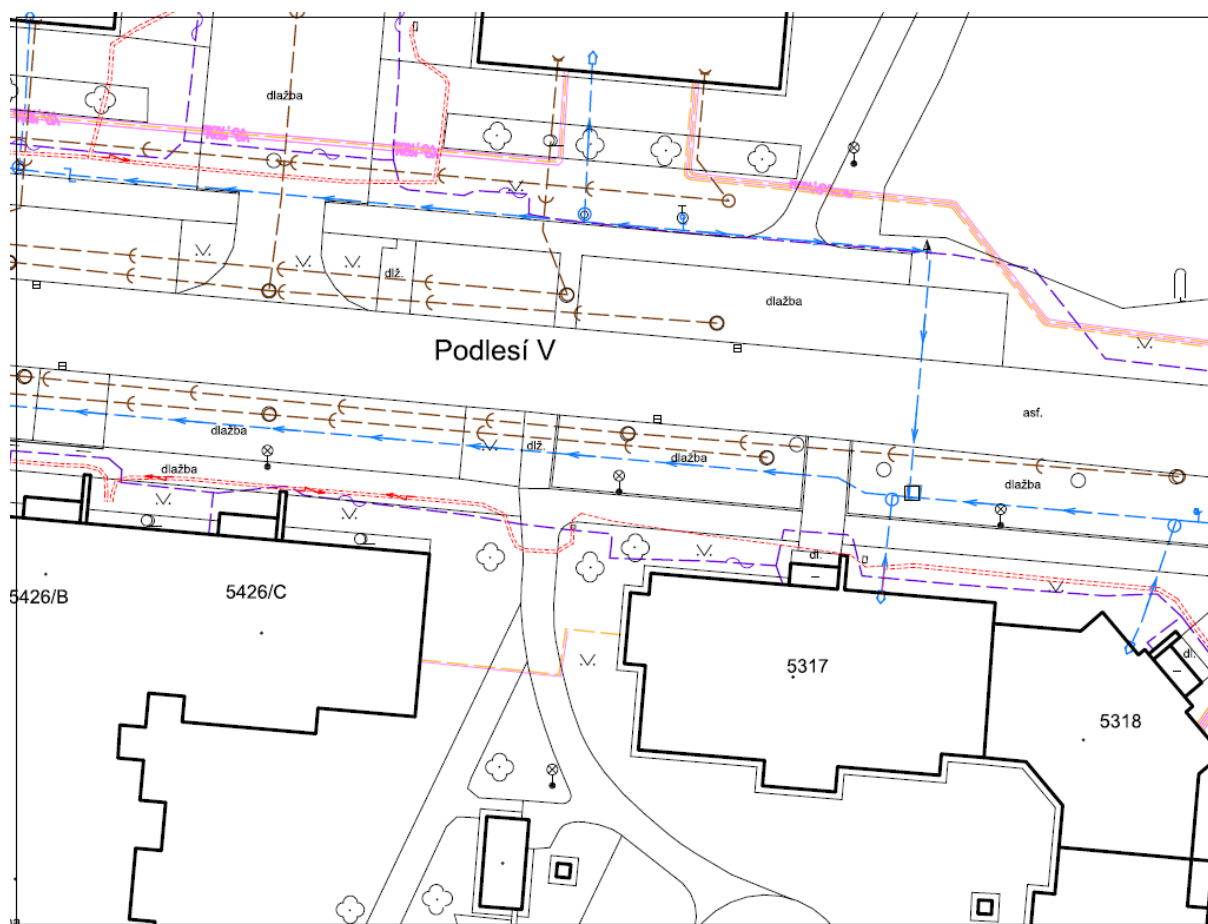 dlažba
dlž.
dlažba
Podlesí V
asf.
dlažba
dlž.
dlažba
dlažba
dlažba
dl.
5426/B
5426/C
5317
dl.
5318